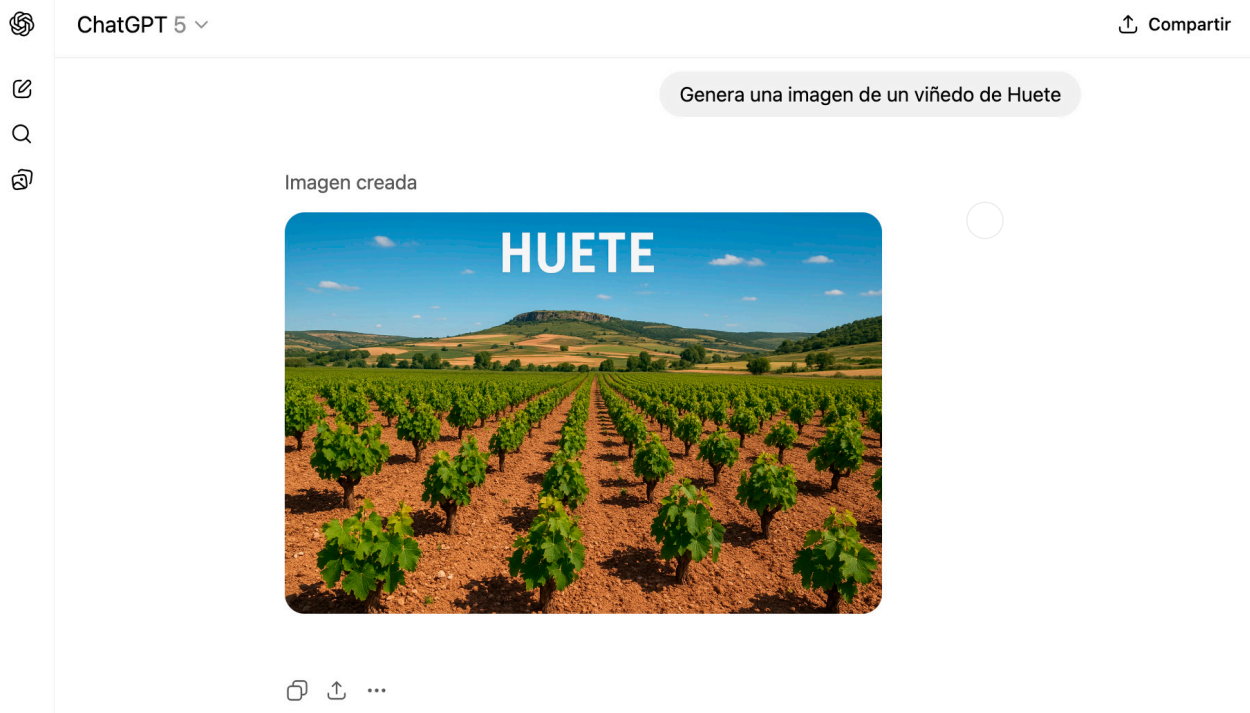 ChatGPT 5
Compartir
Genera una imagen de un viñedo de Huete
Imagen creada
HUETE